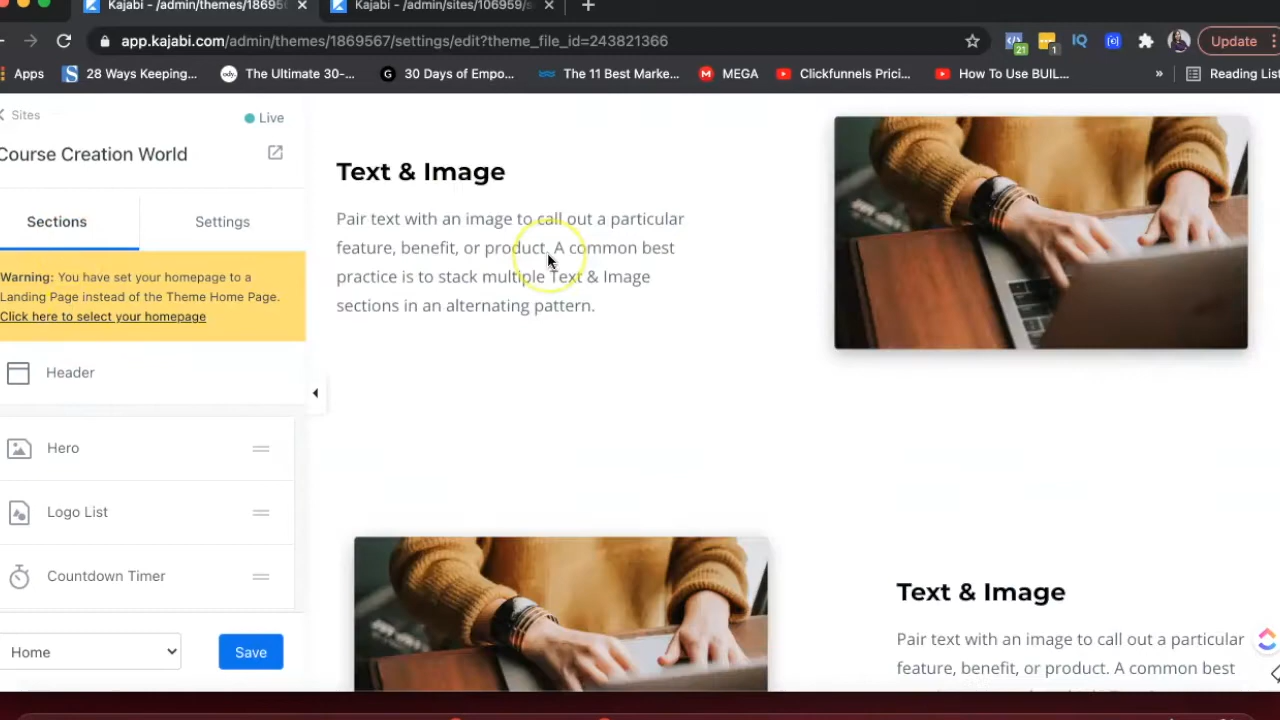 Kajabi - /admin/themes/18695
Kajabi - /admin/sites/106959/s
app.kajabi.com/admin/themes/1869567/settings/edit?theme_file_id=243821366
21
1
IQ
Update
Apps
28 Ways Keeping...
ody.
The Ultimate 30-...
G
30 Days of Empo...
The 11 Best Marke...
MEGA
Clickfunnels Prici...
How To Use BUIL...
»
Reading List
Sites
Live
Course Creation World
Sections
Settings
Warning: You have set your homepage to a
Landing Page instead of the Theme Home Page.
Click here to select your homepage
Header
Hero
Logo List
Countdown Timer
Home
Save
Text & Image
Pair text with an image to call out a particular
feature, benefit, or product. A common best
practice is to stack multiple Text & Image
sections in an alternating pattern.
Text & Image
Pair text with an image to call out a particular
feature, benefit, or product. A common best